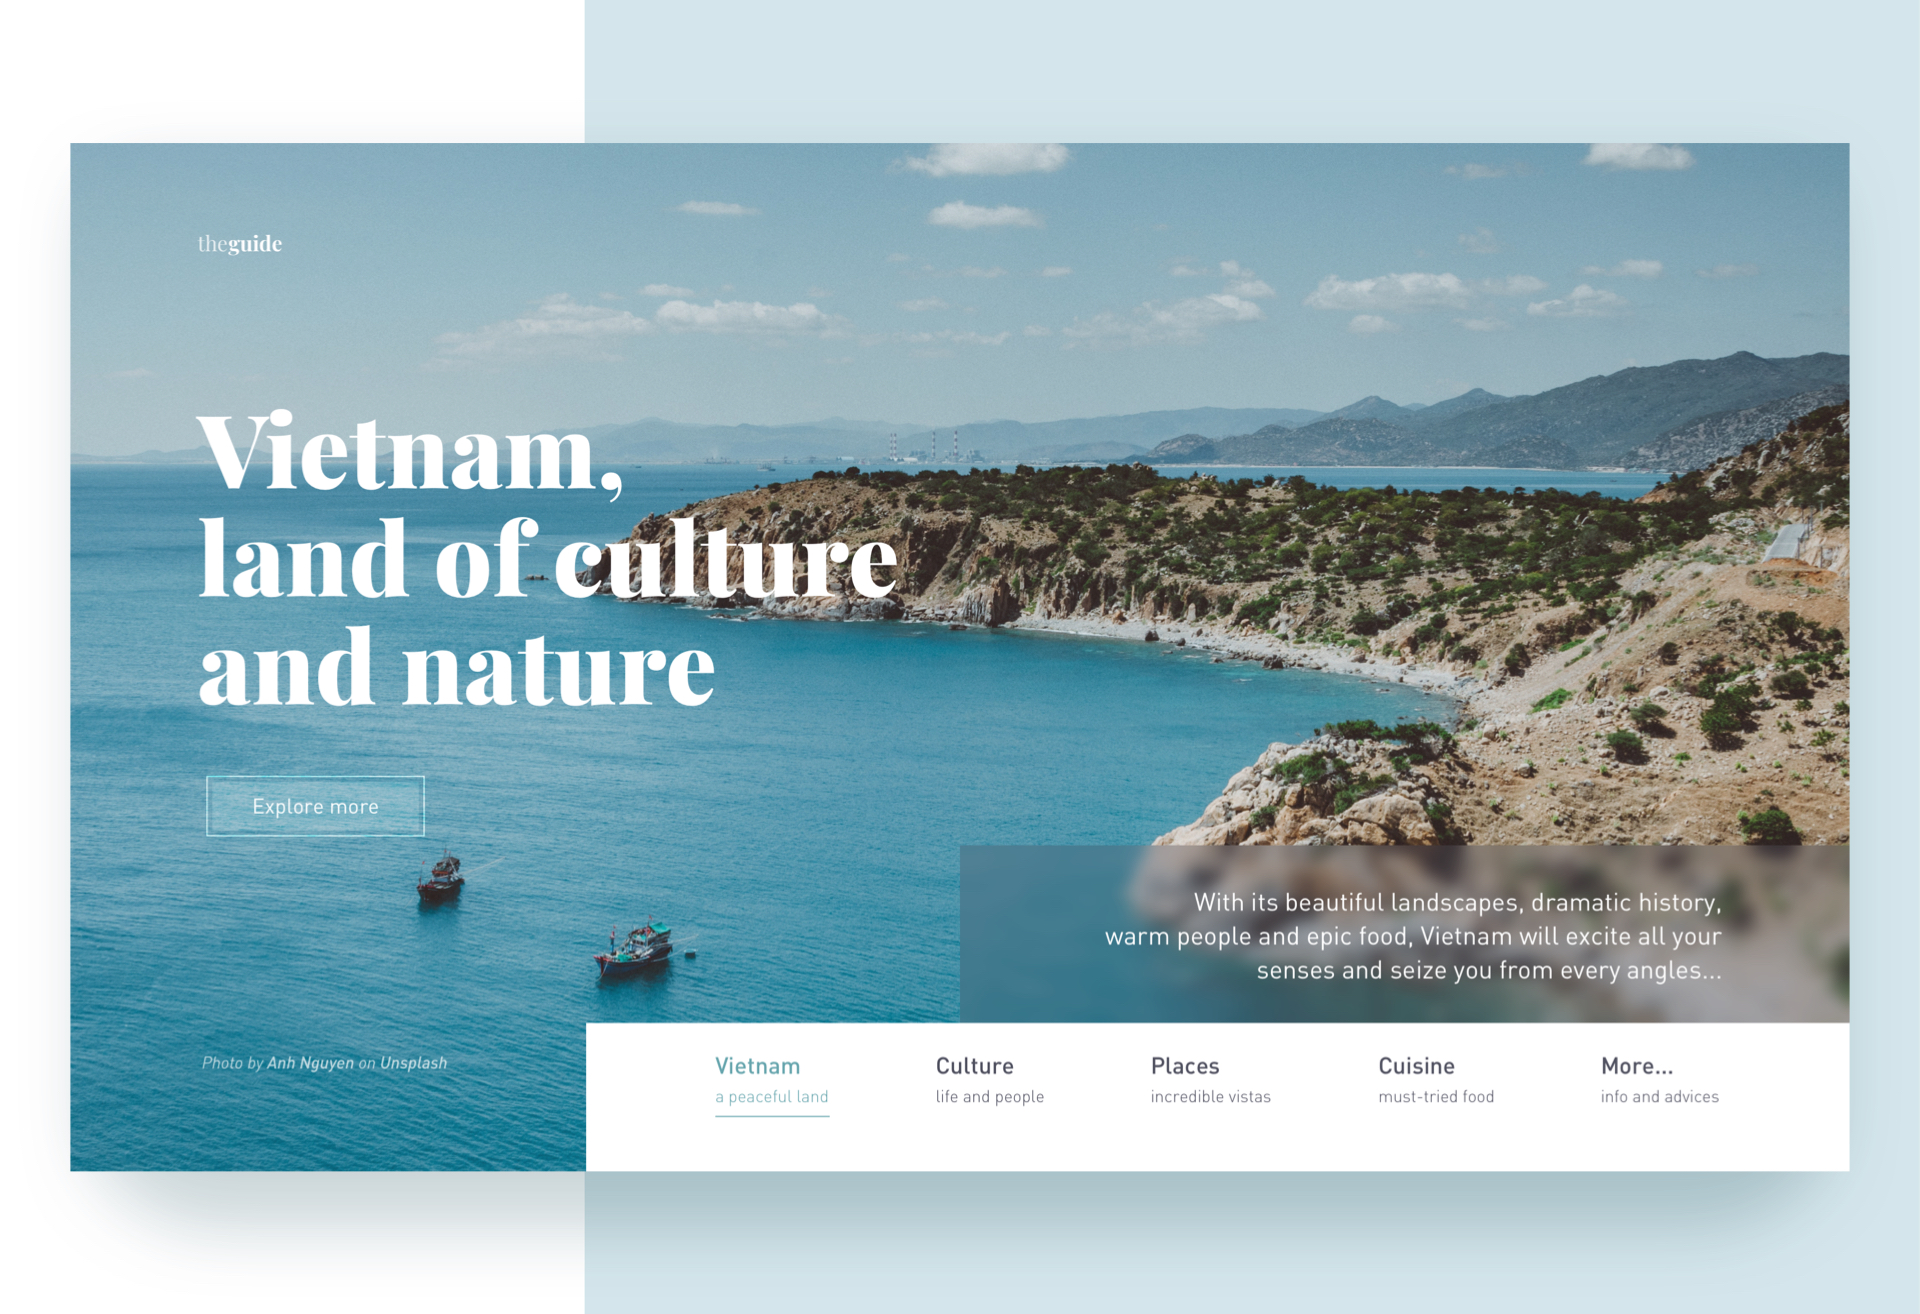 theguide
Vietnam,
land of culture
and nature
Explore more
With its beautiful landscapes, dramatic history,
warm people and epic food, Vietnam will excite all your
senses and seize you from every angles...
Photo by Anh Nguyen on Unsplash
Vietnam
a peaceful land
Culture
life and people
Places
incredible vistas
Cuisine
must-tried food
More...
info and advices